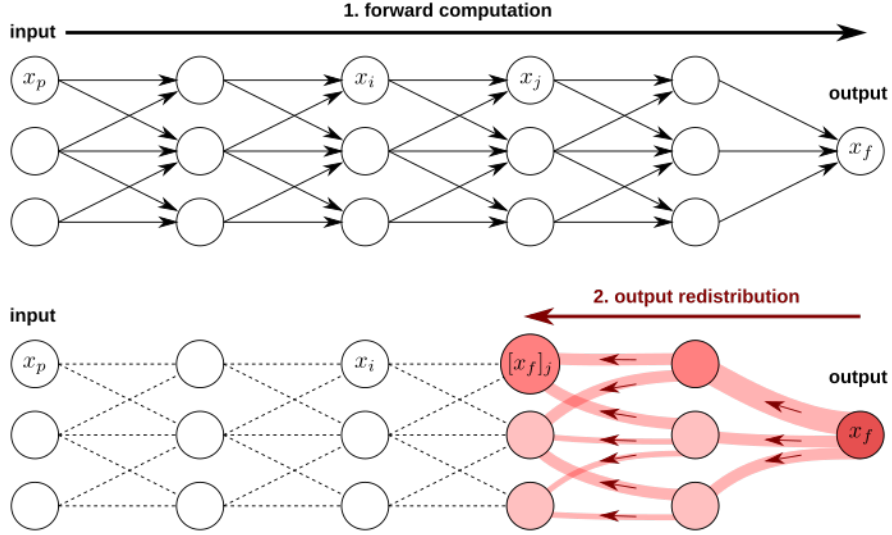 1. forward computation
input
$x_p$ $x_i$ $x_j$
output
$x_f$
2. output redistribution
input
$x_p$ $x_i$ $[x_f]_j$
output
$x_f$